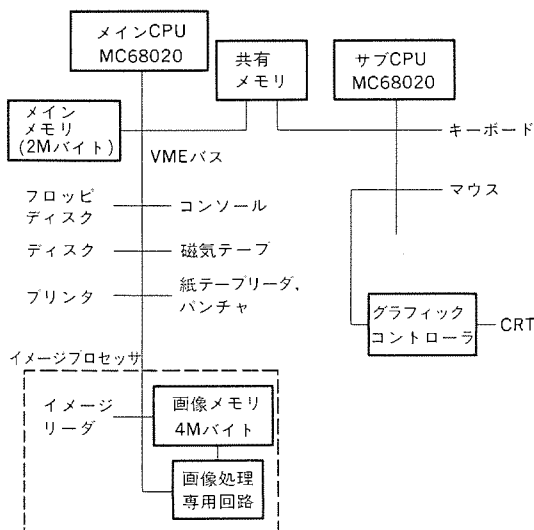 メインCPU
MC68020
共有
メモリ
サブCPU
MC68020
メイン
メモリ
(2Mバイト)
キーボード
VMEバス
フロッピ
ディスク
コンソール
マウス
ディスク
磁気テープ
プリンタ
紙テープリーダ,
パンチャ
グラフィック
コントローラ
CRT
イメージプロセッサ
イメージ
リーダ
画像メモリ
4Mバイト
画像処理
専用回路